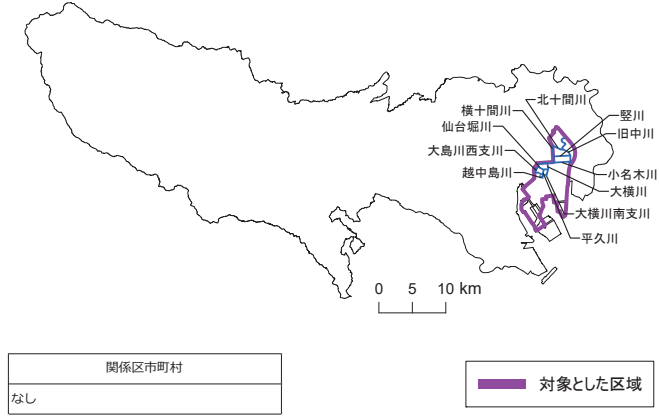 北十間川
横十間川
竪川
仙台堀川
旧中川
大島川西支川
小名木川
越中島川
大横川
大横川南支川
平久川
0 5 10 km
関係区市町村
なし
対象とした区域